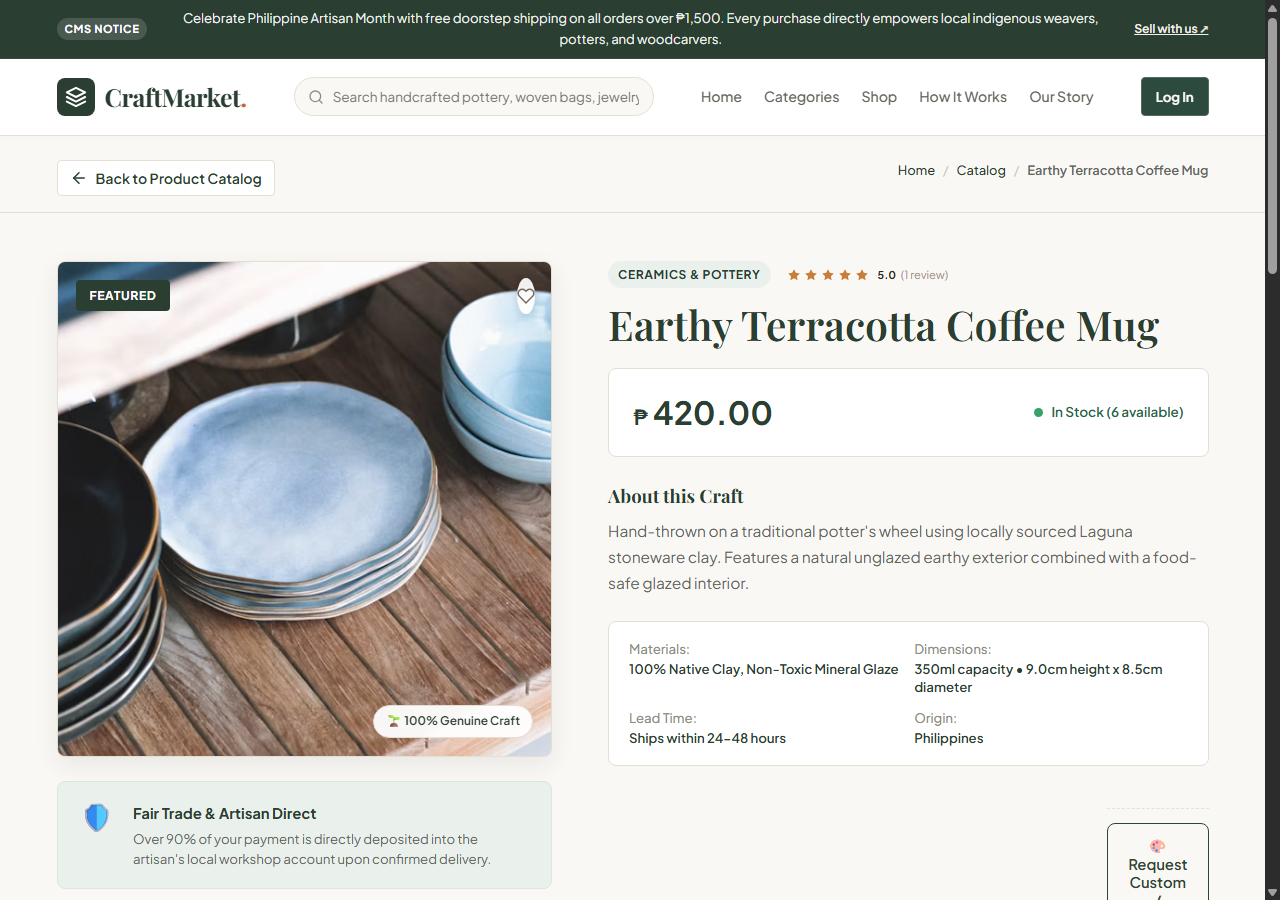 CMS NOTICE
Celebrate Philippine Artisan Month with free doorstep shipping on all orders over ₱1,500. Every purchase directly empowers local indigenous weavers,
potters, and woodcarvers.
Sell with us ↗
CraftMarket.
Search handcrafted pottery, woven bags, jewelry
Home
Categories
Shop
How It Works
Our Story
Log In
Back to Product Catalog
Home / Catalog / Earthy Terracotta Coffee Mug
FEATURED
100% Genuine Craft
CERAMICS & POTTERY
5.0 (1 review)
Earthy Terracotta Coffee Mug
₱ 420.00
In Stock (6 available)
About this Craft
Hand-thrown on a traditional potter's wheel using locally sourced Laguna
stoneware clay. Features a natural unglazed earthy exterior combined with a food-
safe glazed interior.
Materials:
100% Native Clay, Non-Toxic Mineral Glaze
Dimensions:
350ml capacity • 9.0cm height x 8.5cm
diameter
Lead Time:
Ships within 24–48 hours
Origin:
Philippines
Fair Trade & Artisan Direct
Over 90% of your payment is directly deposited into the
artisan's local workshop account upon confirmed delivery.
Request
Custom
/